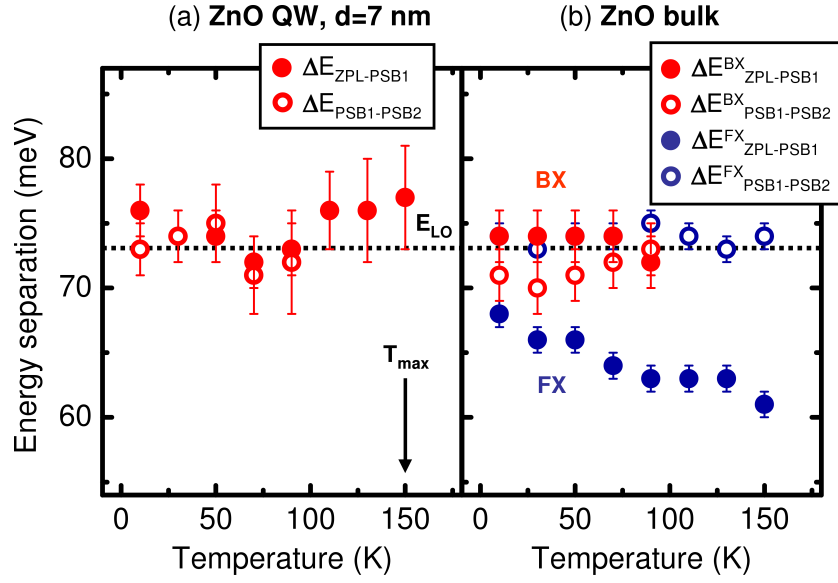 (a) ZnO QW, d=7 nm
(b) ZnO bulk
ΔE_ZPL-PSB1
ΔE_PSB1-PSB2
ΔE^BX_ZPL-PSB1
ΔE^BX_PSB1-PSB2
ΔE^FX_ZPL-PSB1
ΔE^FX_PSB1-PSB2
Energy separation (meV)
80
70
60
BX
E_LO
T_max
FX
0 50 100 150
0 50 100 150
Temperature (K)
Temperature (K)